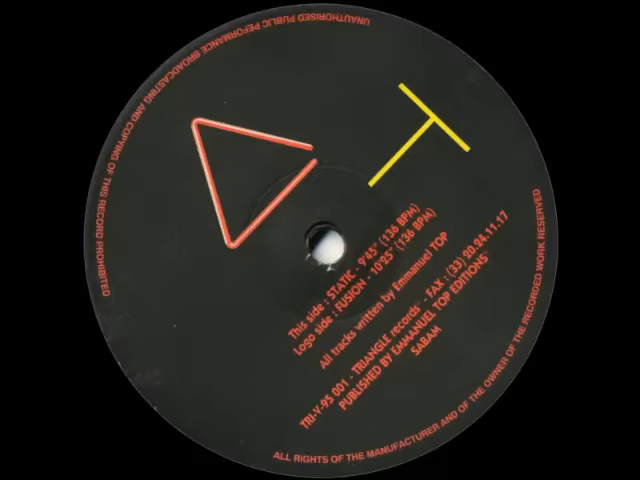 UNAUTHORISED PUBLIC PEFORMANCE BROADCASTING AND COPYING OF THIS RECORD PROHIBITED
T
This side : STATIC - 9'45" (136 BPM)
Logo side : FUSION - 10'25" (136 BPM)
All tracks written by Emmanuel TOP
TRI-V-95 001 - TRIANGLE records - FAX : (33) 20.24.11.17
PUBLISHED BY EMMANUEL TOP EDITIONS
SABAM
ALL RIGHTS OF THE MANUFACTURER AND OF THE OWNER OF THE RECORDED WORK RESERVED